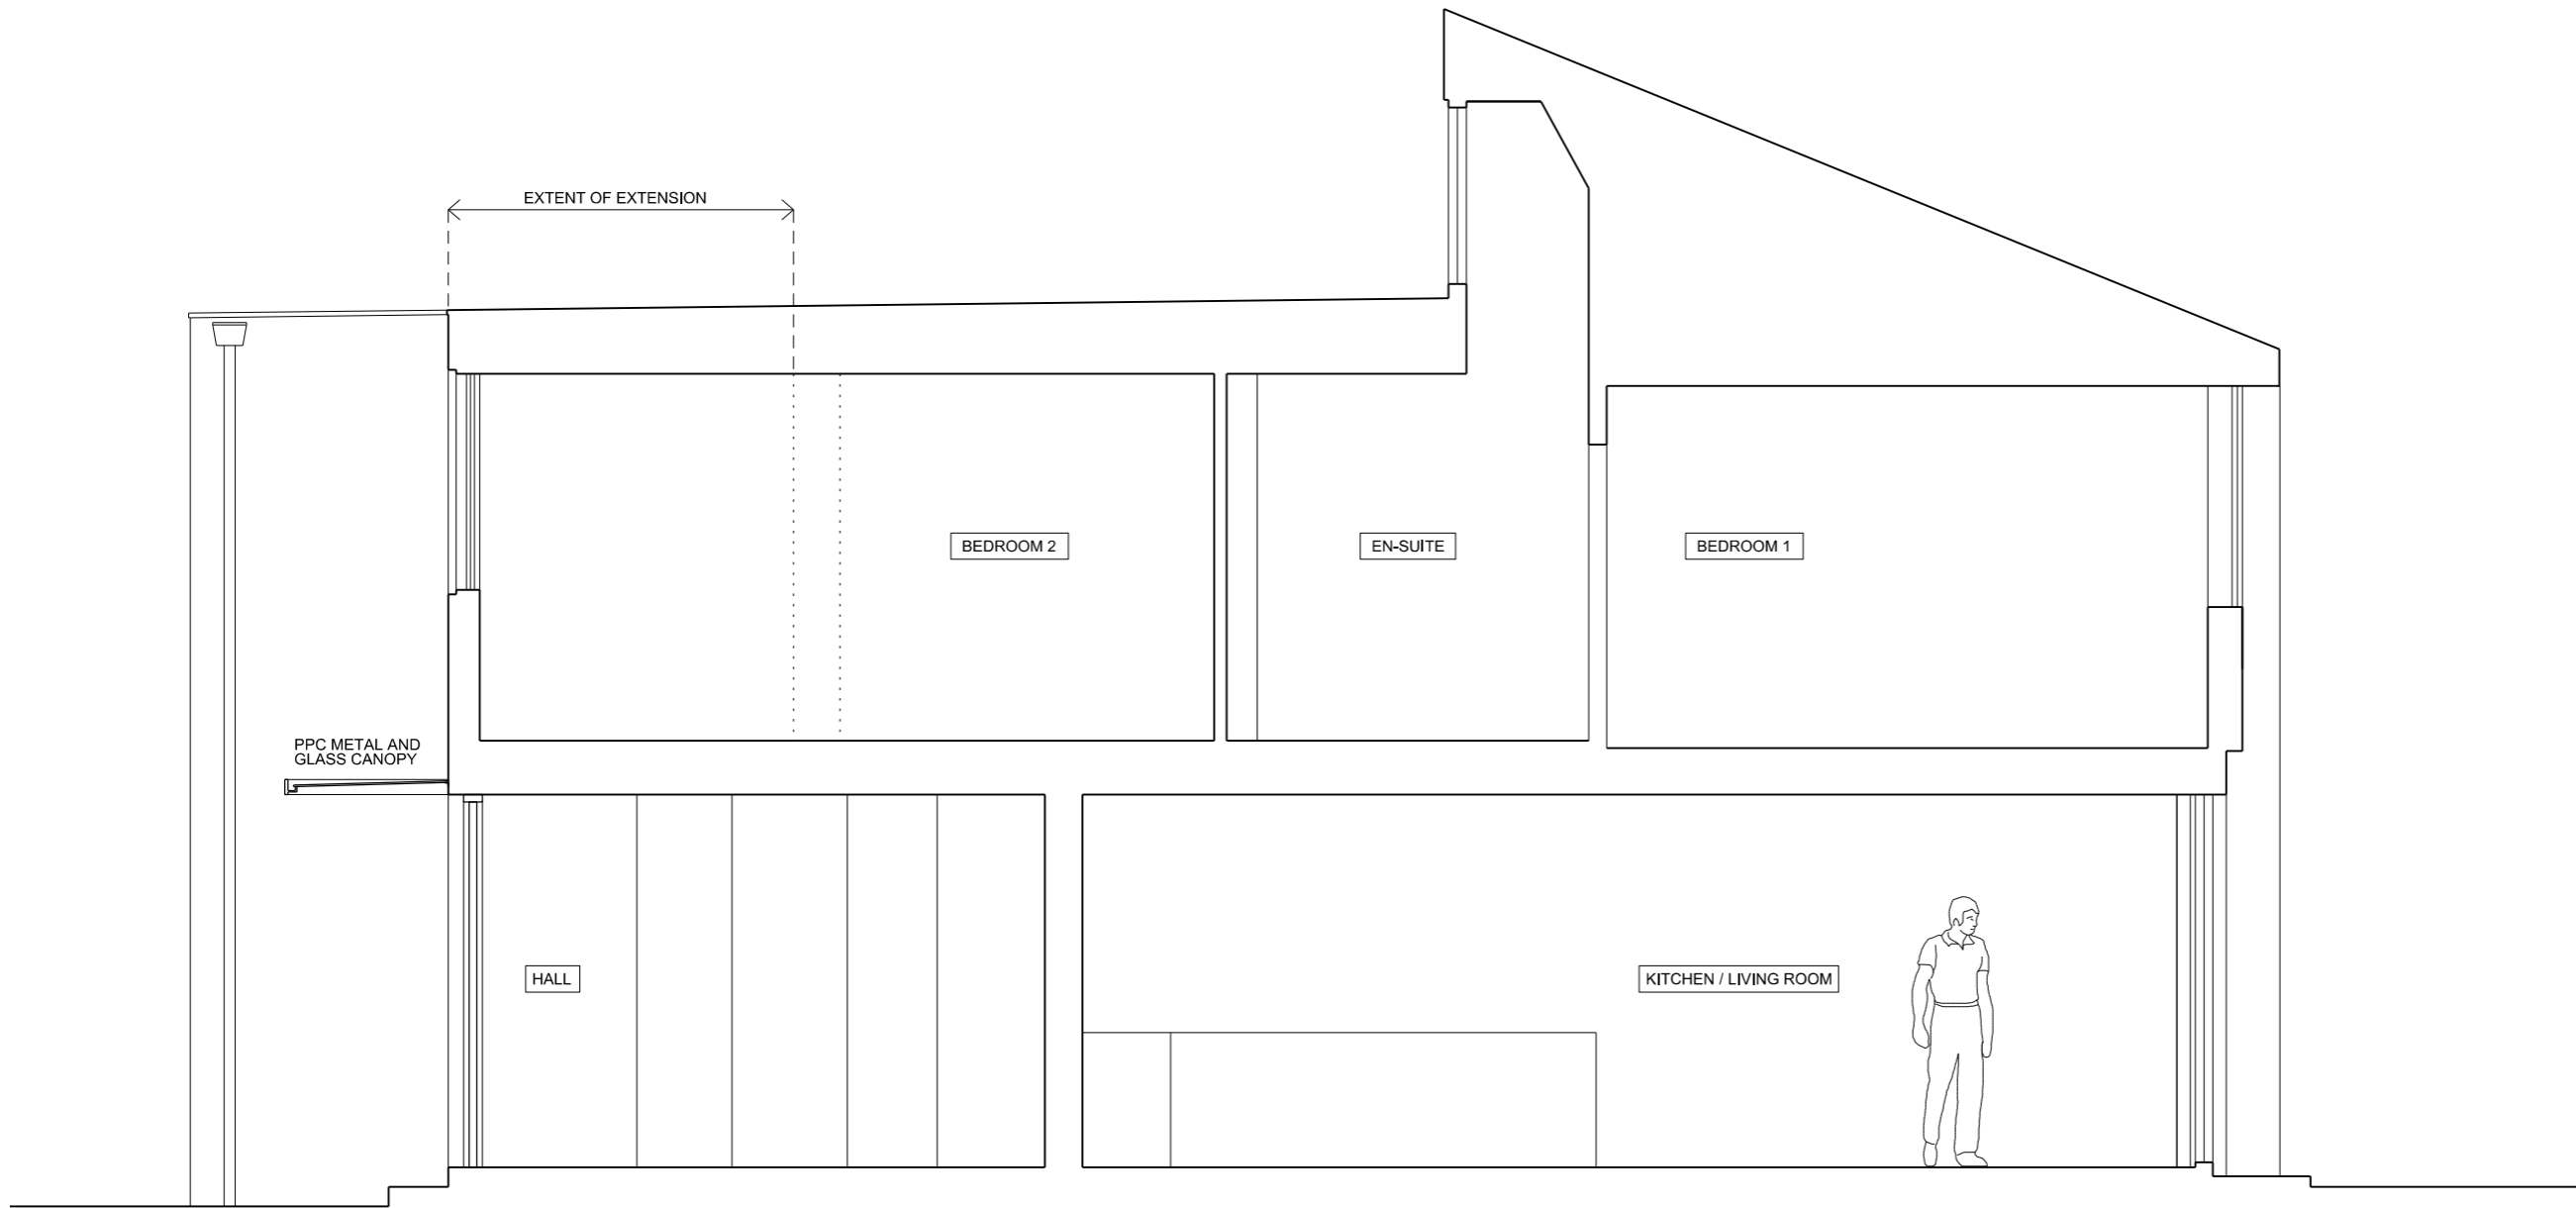 EXTENT OF EXTENSION
BEDROOM 2
EN-SUITE
BEDROOM 1
PPC METAL AND
GLASS CANOPY
HALL
KITCHEN / LIVING ROOM